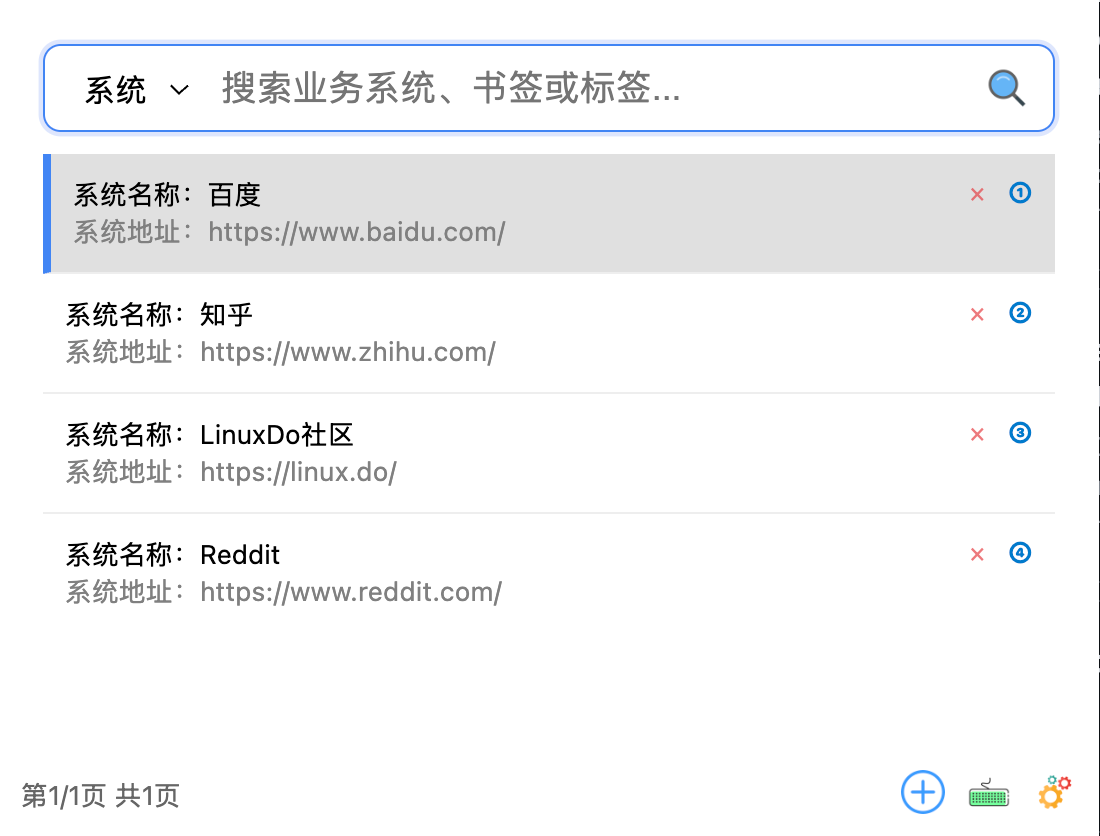 系统 搜索业务系统、书签或标签...
系统名称：百度 × ①
系统地址：https://www.baidu.com/
系统名称：知乎 × ②
系统地址：https://www.zhihu.com/
系统名称：LinuxDo社区 × ③
系统地址：https://linux.do/
系统名称：Reddit × ④
系统地址：https://www.reddit.com/
第1/1页 共1页